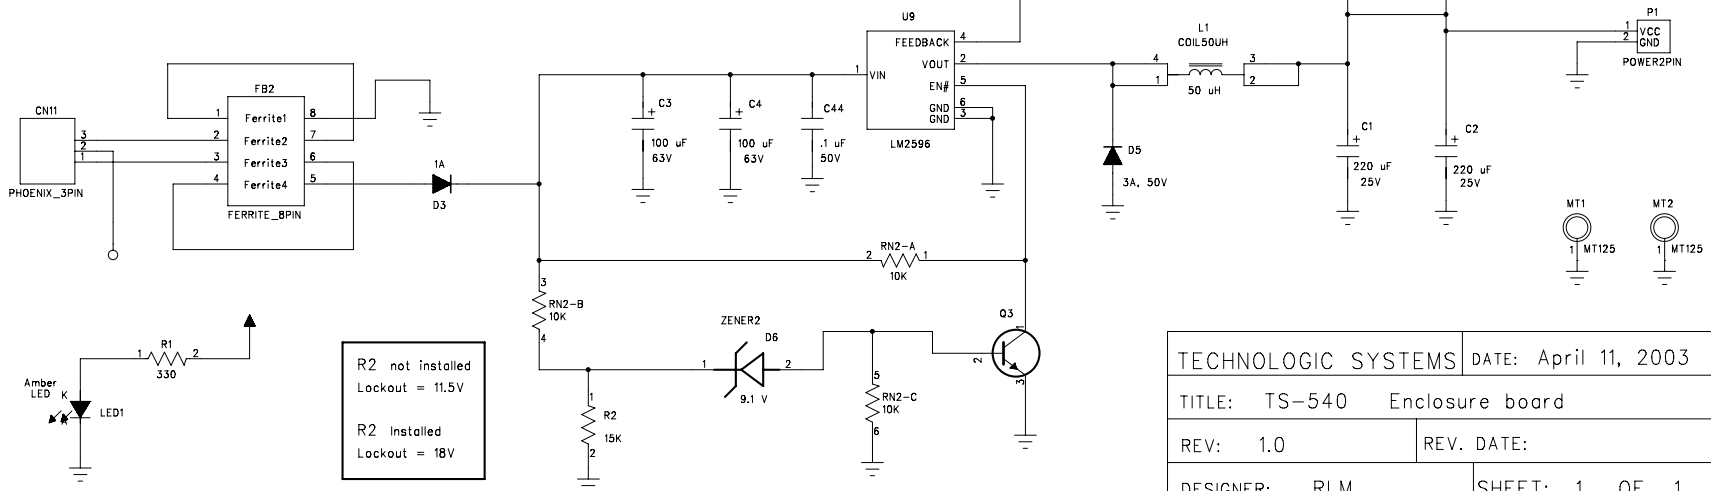 CN11
3
2
1
PHOENIX_3PIN
FB2
1 Ferrite1 8
2 Ferrite2 7
3 Ferrite3 6
4 Ferrite4 5
FERRITE_8PIN
1A
D3
C3
+
100 uF
63V
C4
+
100 uF
63V
C44
.1 uF
50V
U9
1 VIN
FEEDBACK 4
VOUT 2
EN# 5
GND 6
GND 3
LM2596
L1
COIL50UH
4 3
1 2
50 uH
D5
3A, 50V
C1
+
220 uF
25V
C2
+
220 uF
25V
P1
1 VCC
2 GND
POWER2PIN
MT1
1 MT125
MT2
1 MT125
RN2-A
2 1
10K
3
RN2-B
10K
4
ZENER2
D6
1 2
9.1 V
1
R2
15K
2
5
RN2-C
10K
6
Q3
1
2
3
R1
1 2
330
Amber
LED
K
A
LED1
R2 not installed
Lockout = 11.5V
R2 Installed
Lockout = 18V
TECHNOLOGIC SYSTEMS DATE: April 11, 2003
TITLE: TS-540 Enclosure board
REV: 1.0 REV. DATE:
DESIGNER: RLM SHEET: 1 OF 1